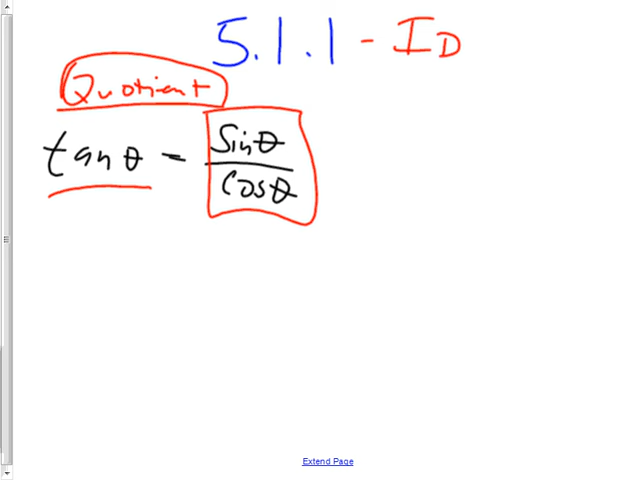 5.1.1 - ID
Quotient
tanθ = sinθ/cosθ
Extend Page